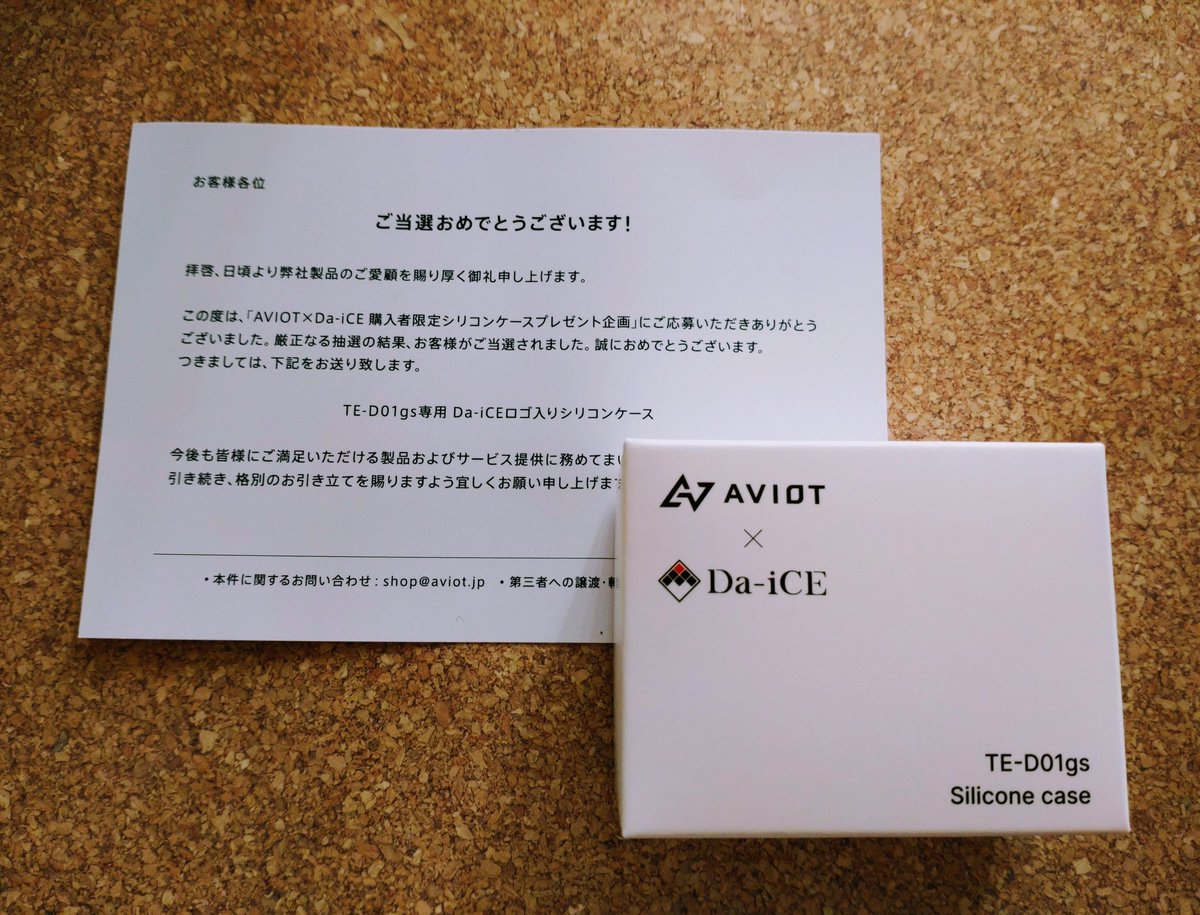 お客様各位
ご当選おめでとうございます!
拝啓、日頃より弊社製品のご愛顧を賜り厚く御礼申し上げます。
この度は、「AVIOT×Da-iCE 購入者限定シリコンケースプレゼント企画」にご応募いただきありがとう
ございました。厳正なる抽選の結果、お客様がご当選されました。誠におめでとうございます。
つきましては、下記をお送り致します。
TE-D01gs専用 Da-iCEロゴ入りシリコンケース
今後も皆様にご満足いただける製品およびサービス提供に務めてまい
引き続き、格別のお引き立てを賜りますよう宜しくお願い申し上げます
・本件に関するお問い合わせ : shop@aviot.jp ・第三者への譲渡・転
AVIOT
×
Da-iCE
TE-D01gs
Silicone case